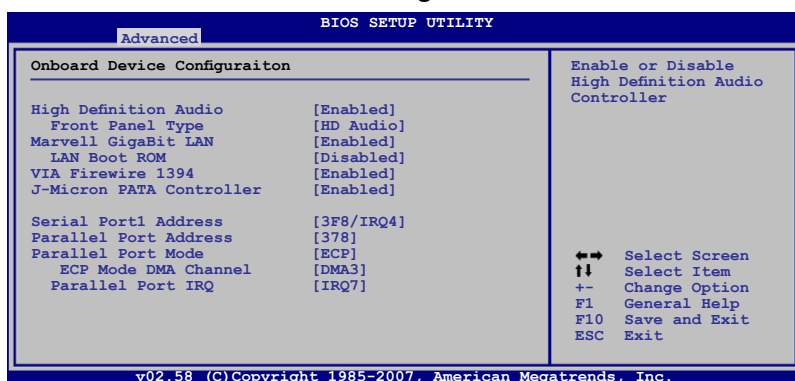 BIOS SETUP UTILITY
Advanced
Onboard Device Configuraiton
High Definition Audio [Enabled]
Front Panel Type [HD Audio]
Marvell GigaBit LAN [Enabled]
LAN Boot ROM [Disabled]
VIA Firewire 1394 [Enabled]
J-Micron PATA Controller [Enabled]
Serial Port1 Address [3F8/IRQ4]
Parallel Port Address [378]
Parallel Port Mode [ECP]
ECP Mode DMA Channel [DMA3]
Parallel Port IRQ [IRQ7]
Enable or Disable
High Definition Audio
Controller
←→ Select Screen
↑↓ Select Item
+- Change Option
F1 General Help
F10 Save and Exit
ESC Exit
v02.58 (C)Copyright 1985-2007, American Megatrends, Inc.